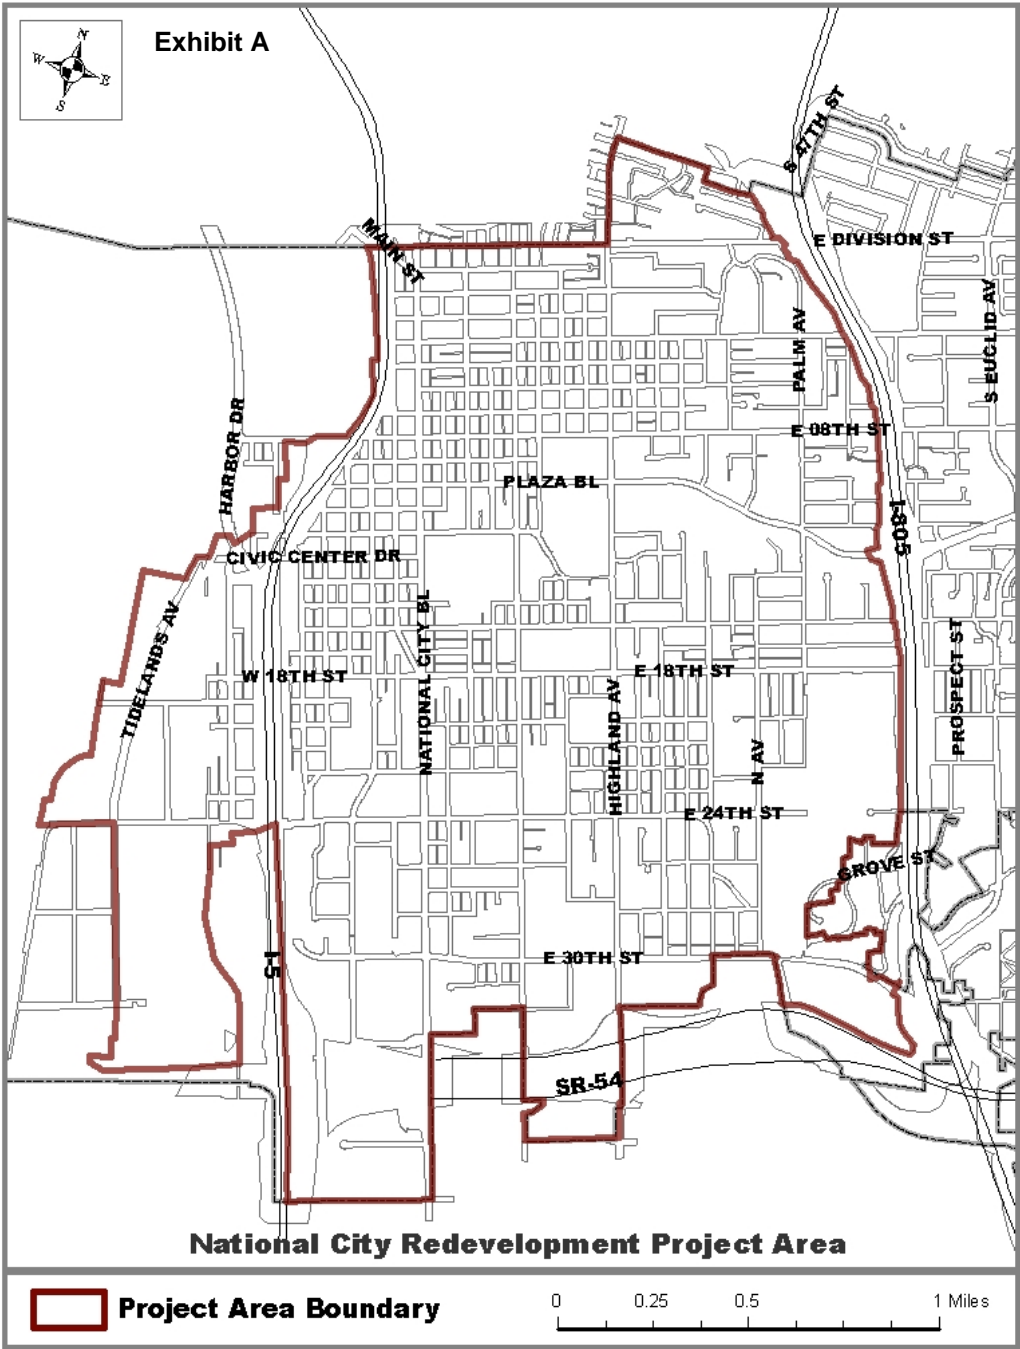 N
W
E
S
Exhibit A
S 47TH ST
MAIN ST
E DIVISION ST
S EUCLID AV
PALM AV
HARBOR DR
E 08TH ST
PLAZA BL
I-805
CIVIC CENTER DR
NATIONAL CITY BL
TIDELANDS AV
W 18TH ST
E 18TH ST
PROSPECT ST
HIGHLAND AV
N AV
E 24TH ST
GROVE ST
I-5
E 30TH ST
SR-54
National City Redevelopment Project Area
Project Area Boundary
0 0.25 0.5 1 Miles